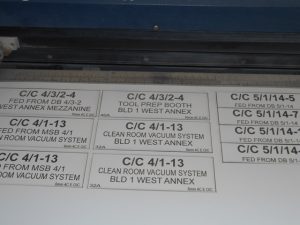 C/C 4/3/2-4
FED FROM DB 4/3-2
WEST ANNEX MEZZANINE
C/C 4/3/2-4
TOOL PREP BOOTH
BLD 1 WEST ANNEX
C/C 5/1/14-5
FED FROM DB 5/1-14
C/C 5/1/14-7
FED FROM DB 5/1-14
C/C 4/1-13
FED FROM MSB 4/1
ROOM VACUUM SYSTEM
C/C 4/1-13
CLEAN ROOM VACUUM SYSTEM
BLD 1 WEST ANNEX
C/C 5/1/14-
FED FROM DB 5/1-14
C/C 5/1/14-
C/C 4/1-13
FROM MSB 4/1
ROOM VACUUM SYSTEM
C/C 4/1-13
CLEAN ROOM VACUUM SYSTEM
BLD 1 WEST ANNEX